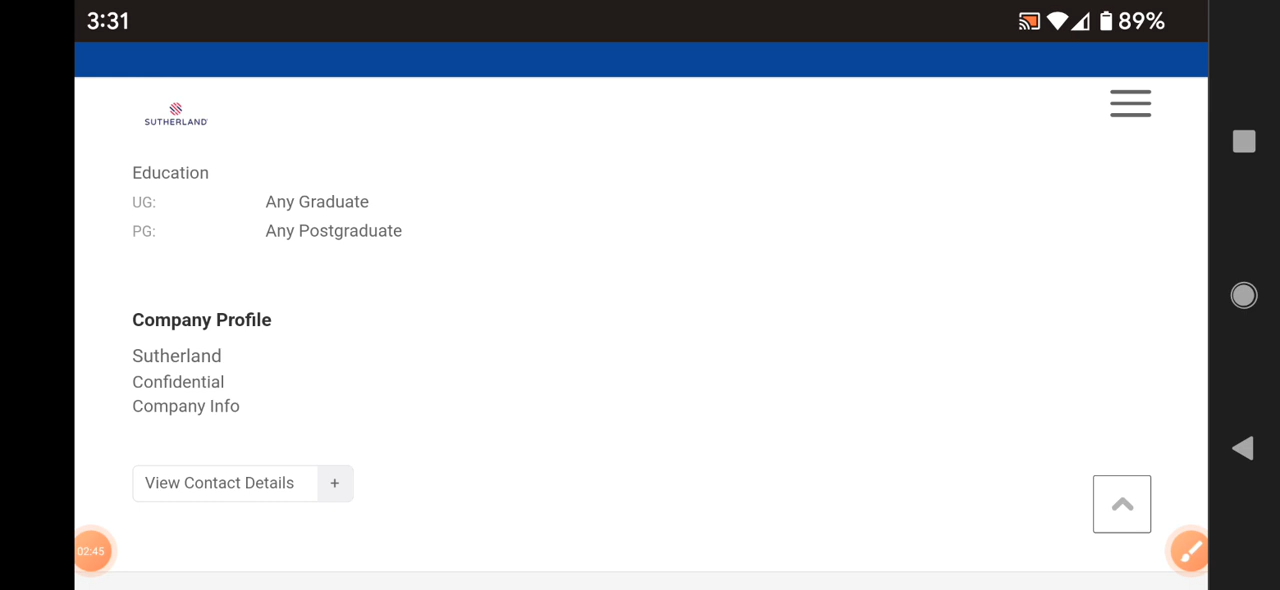 3:31
89%
SUTHERLAND
Education
UG: Any Graduate
PG: Any Postgraduate
Company Profile
Sutherland
Confidential
Company Info
View Contact Details +
02:45